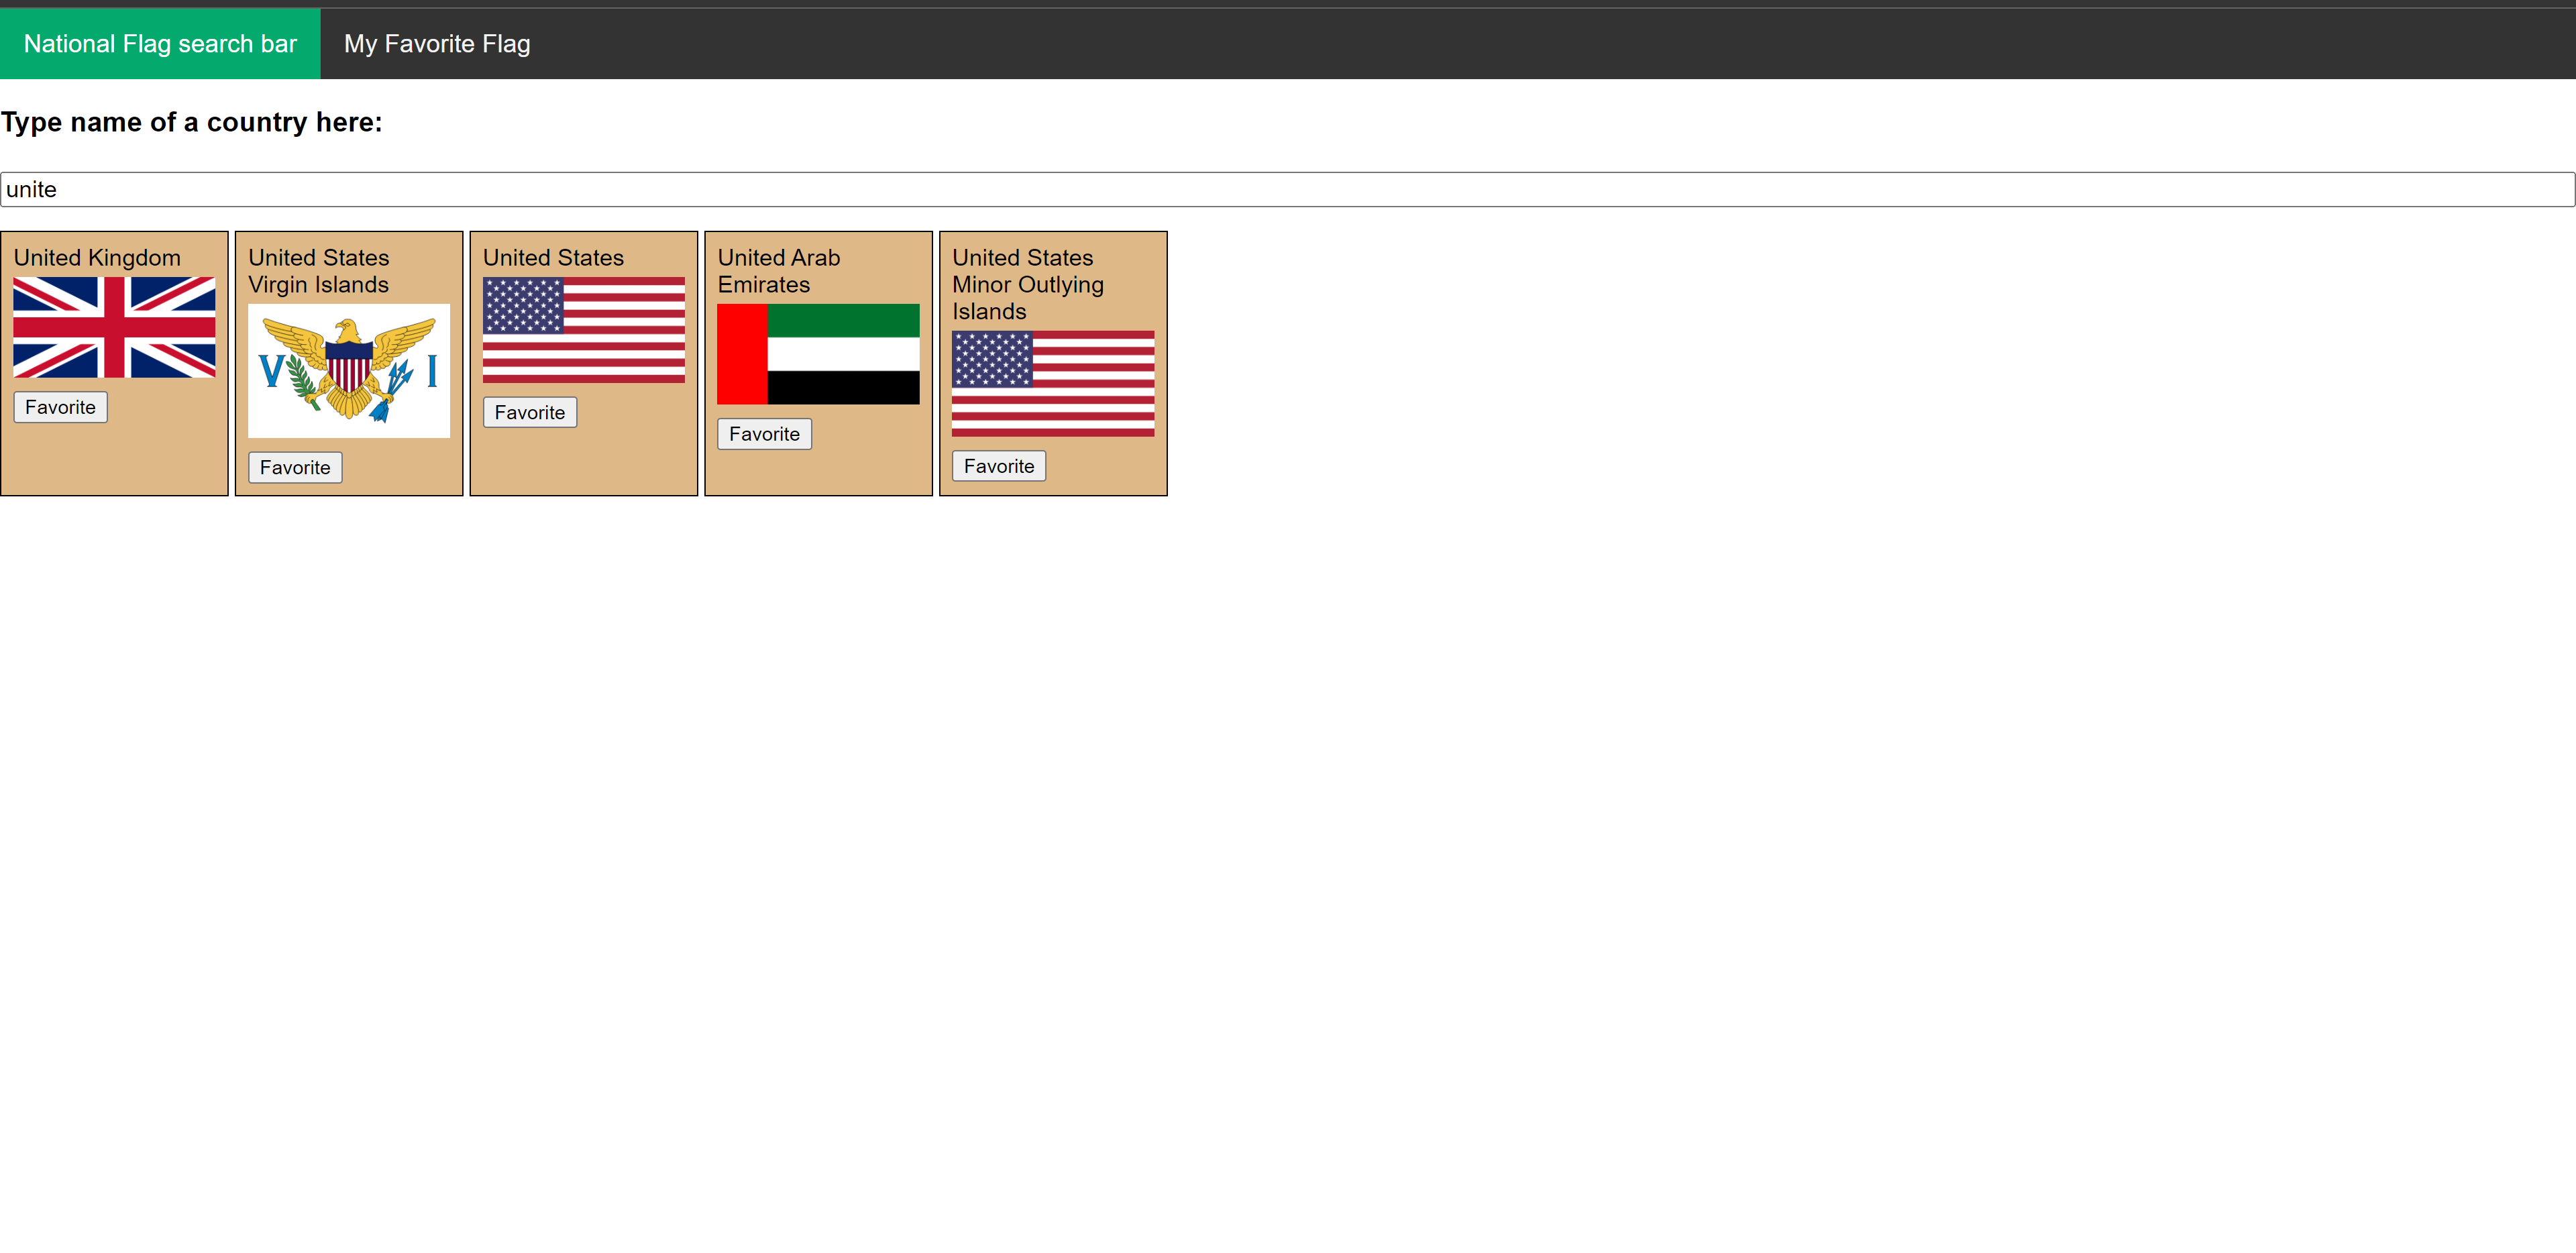 National Flag search bar
My Favorite Flag
Type name of a country here:
unite
United Kingdom
Favorite
United States
Virgin Islands
V I
Favorite
United States
Favorite
United Arab
Emirates
Favorite
United States
Minor Outlying
Islands
Favorite